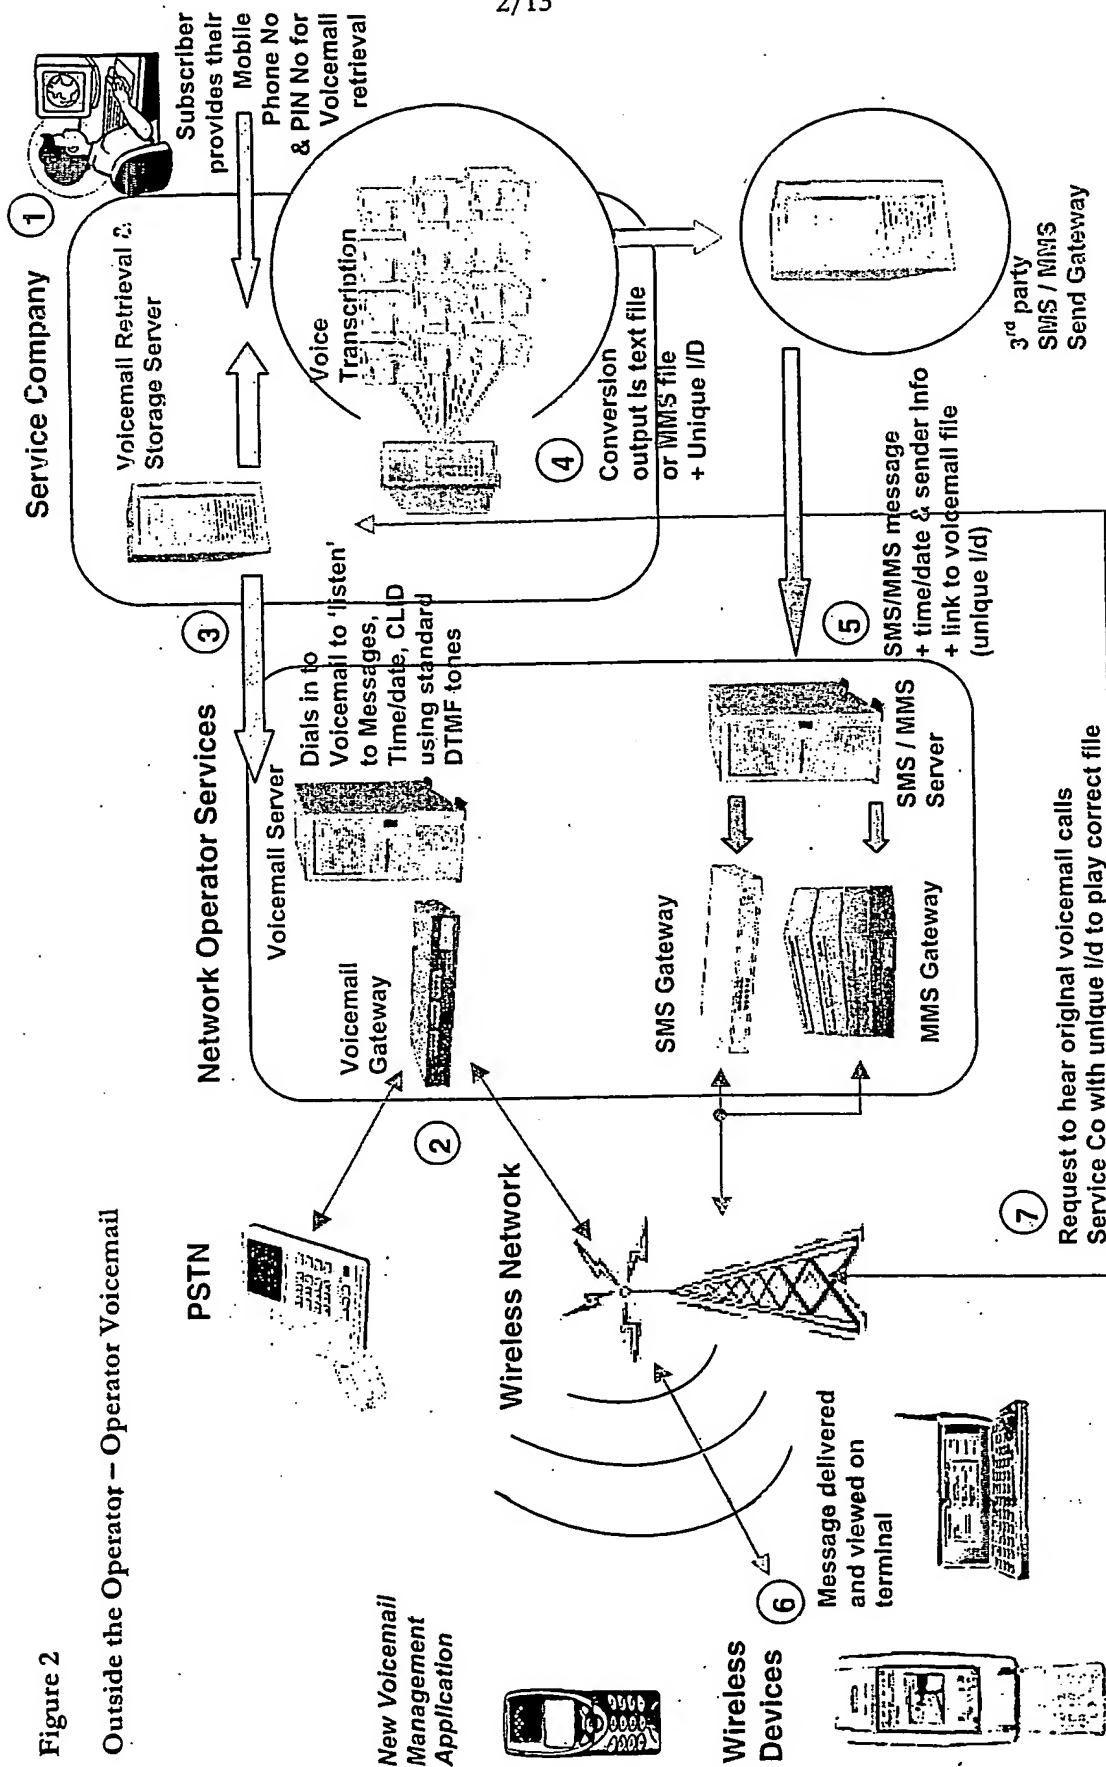 2/13
Figure 2
Outside the Operator – Operator Voicemail
Service Company
1
Subscriber
provides their
Mobile
Phone No
& PIN No for
Voicemail
retrieval
Voicemail Retrieval &
Storage Server
Voice
Transcription
3
Dials in to
Voicemail to 'listen'
to Messages,
Time/date, CLID
using standard
DTMF tones
4
Conversion
output is text file
or MMS file
+ Unique I/D
3rd party
SMS / MMS
Send Gateway
Network Operator Services
Voicemail Server
Voicemail
Gateway
2
5
SMS/MMS message
+ time/date & sender Info
+ link to voicemail file
(unique I/d)
SMS / MMS
Server
SMS Gateway
MMS Gateway
PSTN
Wireless Network
7
Request to hear original voicemail calls
Service Co with unique I/d to play correct file
New Voicemail
Management
Application
6
Message delivered
and viewed on
terminal
Wireless
Devices